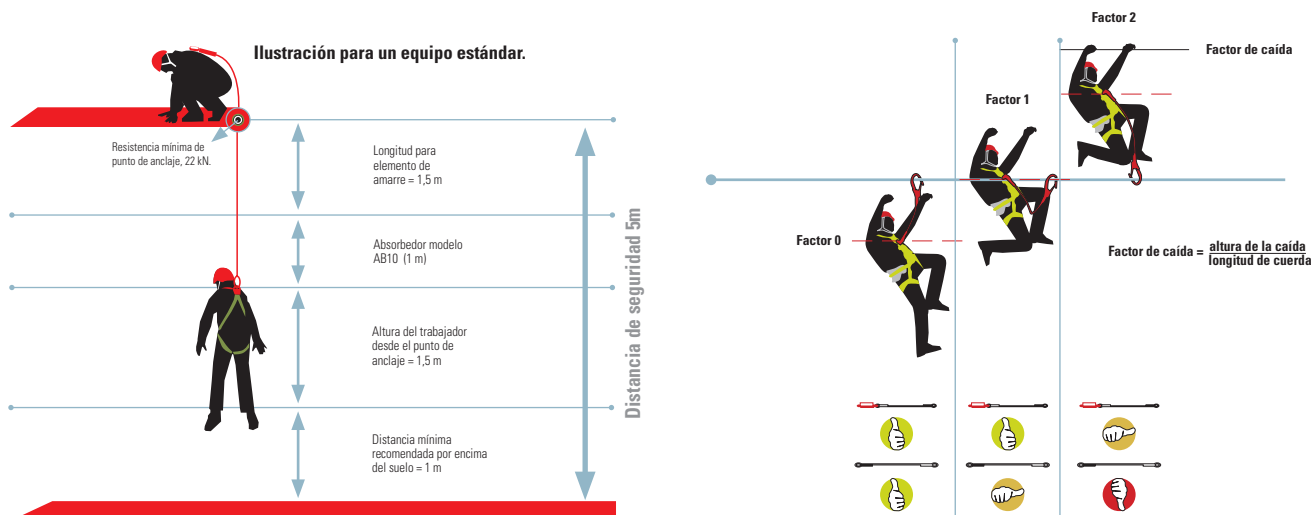 Ilustración para un equipo estándar.
Resistencia mínima de
punto de anclaje, 22 kN.
Longitud para
elemento de
amarre = 1,5 m
Absorbedor modelo
AB10 (1 m)
Altura del trabajador
desde el punto de
anclaje = 1,5 m
Distancia mínima
recomendada por encima
del suelo = 1 m
Distancia de seguridad 5m
Factor 2
Factor de caída
Factor 1
Factor 0
Factor de caída = altura de la caída
longitud de cuerda